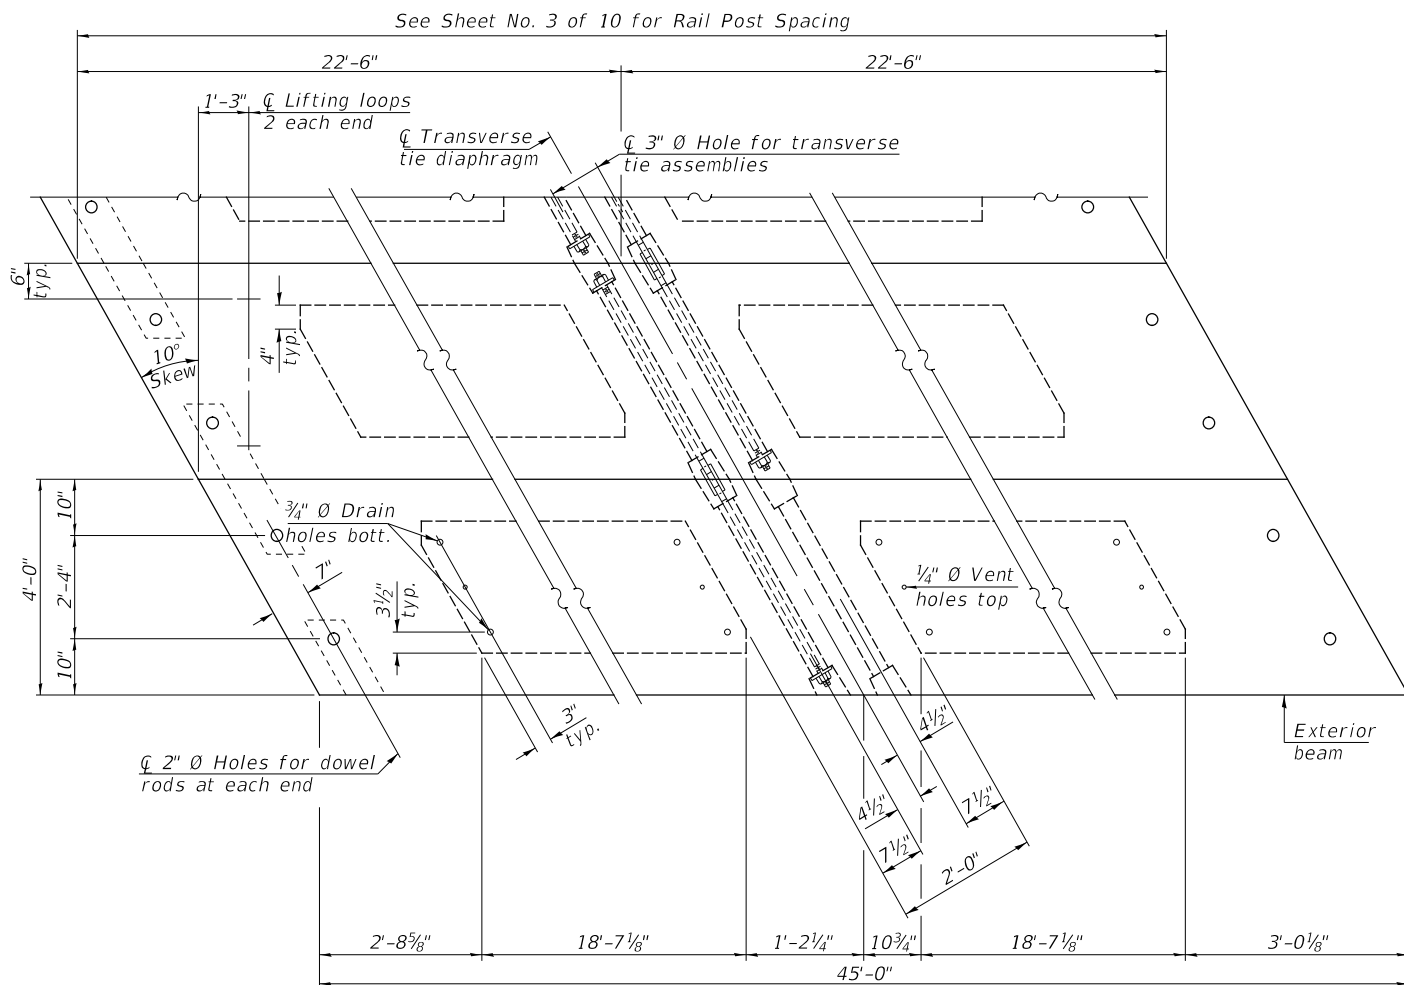 See Sheet No. 3 of 10 for Rail Post Spacing
22'-6"
22'-6"
1'-3"
℄ Lifting loops
2 each end
℄ Transverse
tie diaphragm
℄ 3" Ø Hole for transverse
tie assemblies
6"
typ.
4"
typ.
10°
Skew
10"
2'-4"
10"
4'-0"
¾" Ø Drain
holes bott.
7"
3½"
typ.
¼" Ø Vent
holes top
3"
typ.
℄ 2" Ø Holes for dowel
rods at each end
4½"
Exterior
beam
4½"
7½"
7½"
2'-0"
2'-8⅝"
18'-7⅛"
1'-2¼"
10¾"
18'-7⅛"
3'-0⅛"
45'-0"